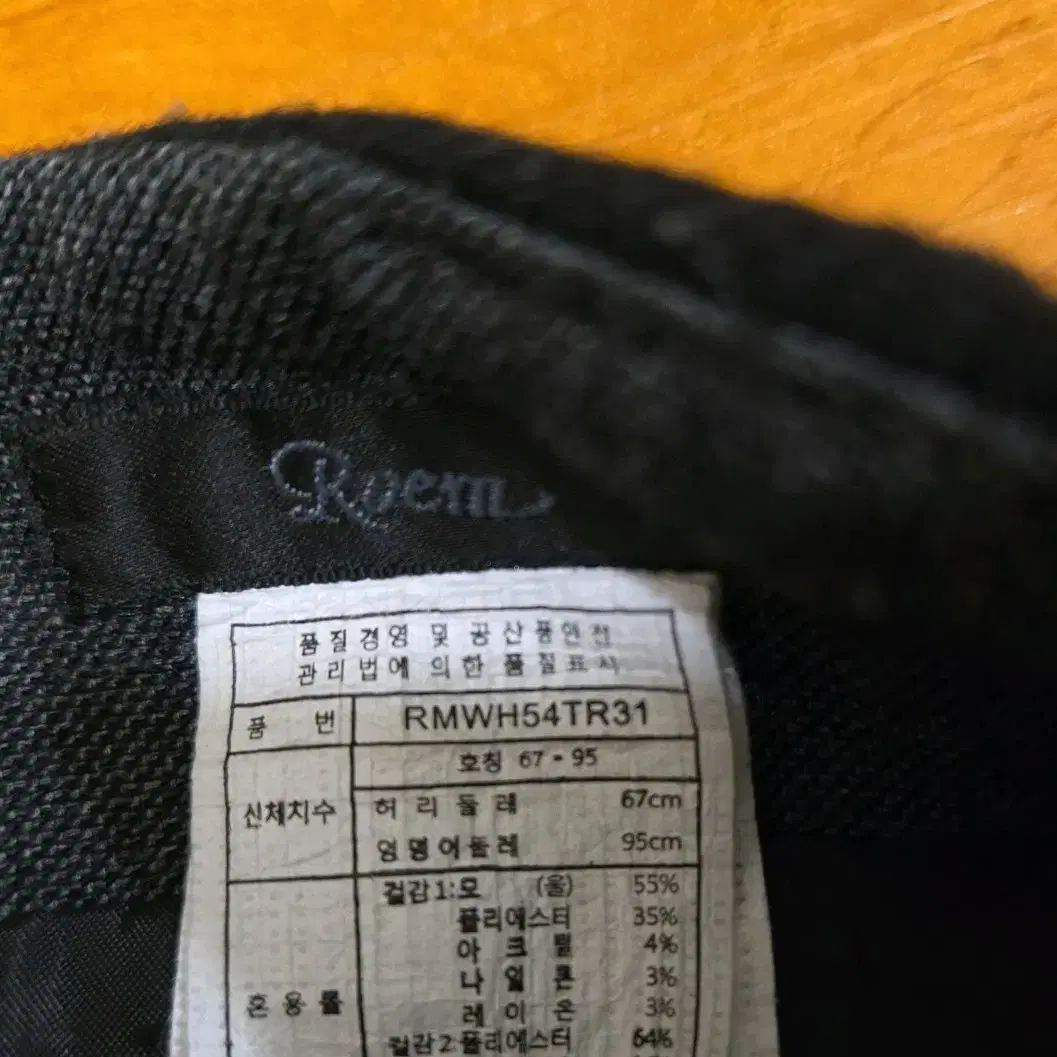 Roem
품질경영 및 공산품안전
관리법에 의한 품질표시
품 번 RMWH54TR31
신체치수 호칭 67 - 95
허리둘레 67cm
엉덩이둘레 95cm
혼용률 겉감1:모 (울) 55%
폴리에스터 35%
아크릴 4%
나일론 3%
레이온 3%
겉감2:폴리에스터 64%